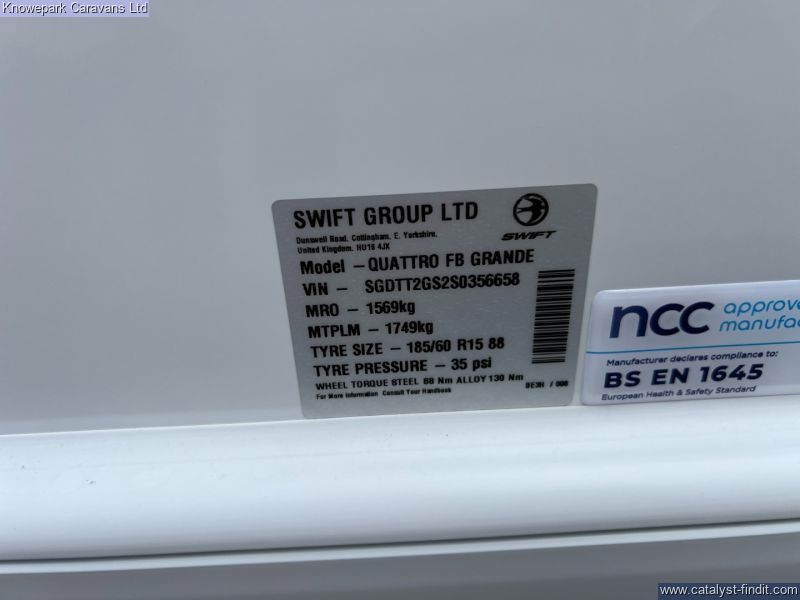 Knowepark Caravans Ltd
SWIFT GROUP LTD
SWIFT
Dunswell Road, Cottingham, E. Yorkshire,
United Kingdom. HU16 4JX
Model - QUATTRO FB GRANDE
VIN - SGDTT2GS2S0356658
MRO - 1569kg
MTPLM - 1749kg
TYRE SIZE - 185/60 R15 88
TYRE PRESSURE - 35 psi
WHEEL TORQUE STEEL 88 Nm ALLOY 130 Nm
For More Information Consult Your Handbook
ncc approve
manufac
Manufacturer declares compliance to:
BS EN 1645
European Health & Safety Standard
www.catalyst-findit.com